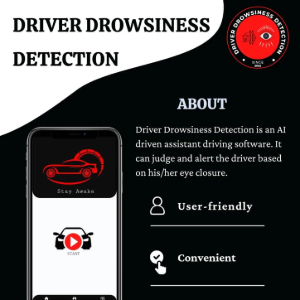 DRIVER DROWSINESS
DETECTION
DRIVER DROWSINESS DETECTION
SINCE
ABOUT
Driver Drowsiness Detection is an AI
driven assistant driving software. It
can judge and alert the driver based
on his/her eye closure.
Stay Awake
START
User-friendly
Convenient